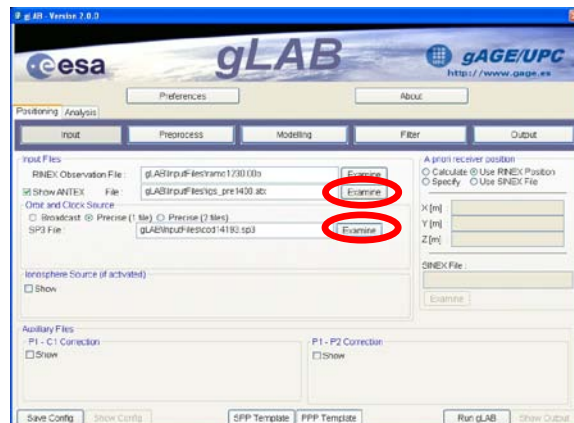 gLAB - Version 2.0.0
esa
gLAB
gAGE/UPC
http://www.gage.es
Preferences
About
Positioning
Analysis
Input
Preprocess
Modelling
Filter
Output
Input Files
RINEX Observation File :
Examine
Show ANTEX File :
gLAB\InputFiles\igs_pre1400.atx
Examine
Orbit and Clock Source
Broadcast
Precise (1 file)
Precise (2 files)
SP3 File :
gLAB\InputFiles\cod14193.sp3
Examine
Ionosphere Source (if activated)
Show
A priori receiver position
Calculate
Use RINEX Position
Specify
Use SINEX File
X [m]
Y [m]
Z [m]
SINEX File :
Examine
Auxiliary Files
P1 - C1 Correction
Show
P1 - P2 Correction
Show
Save Config
Show Config
SPP Template
PPP Template
Run gLAB
Show Output